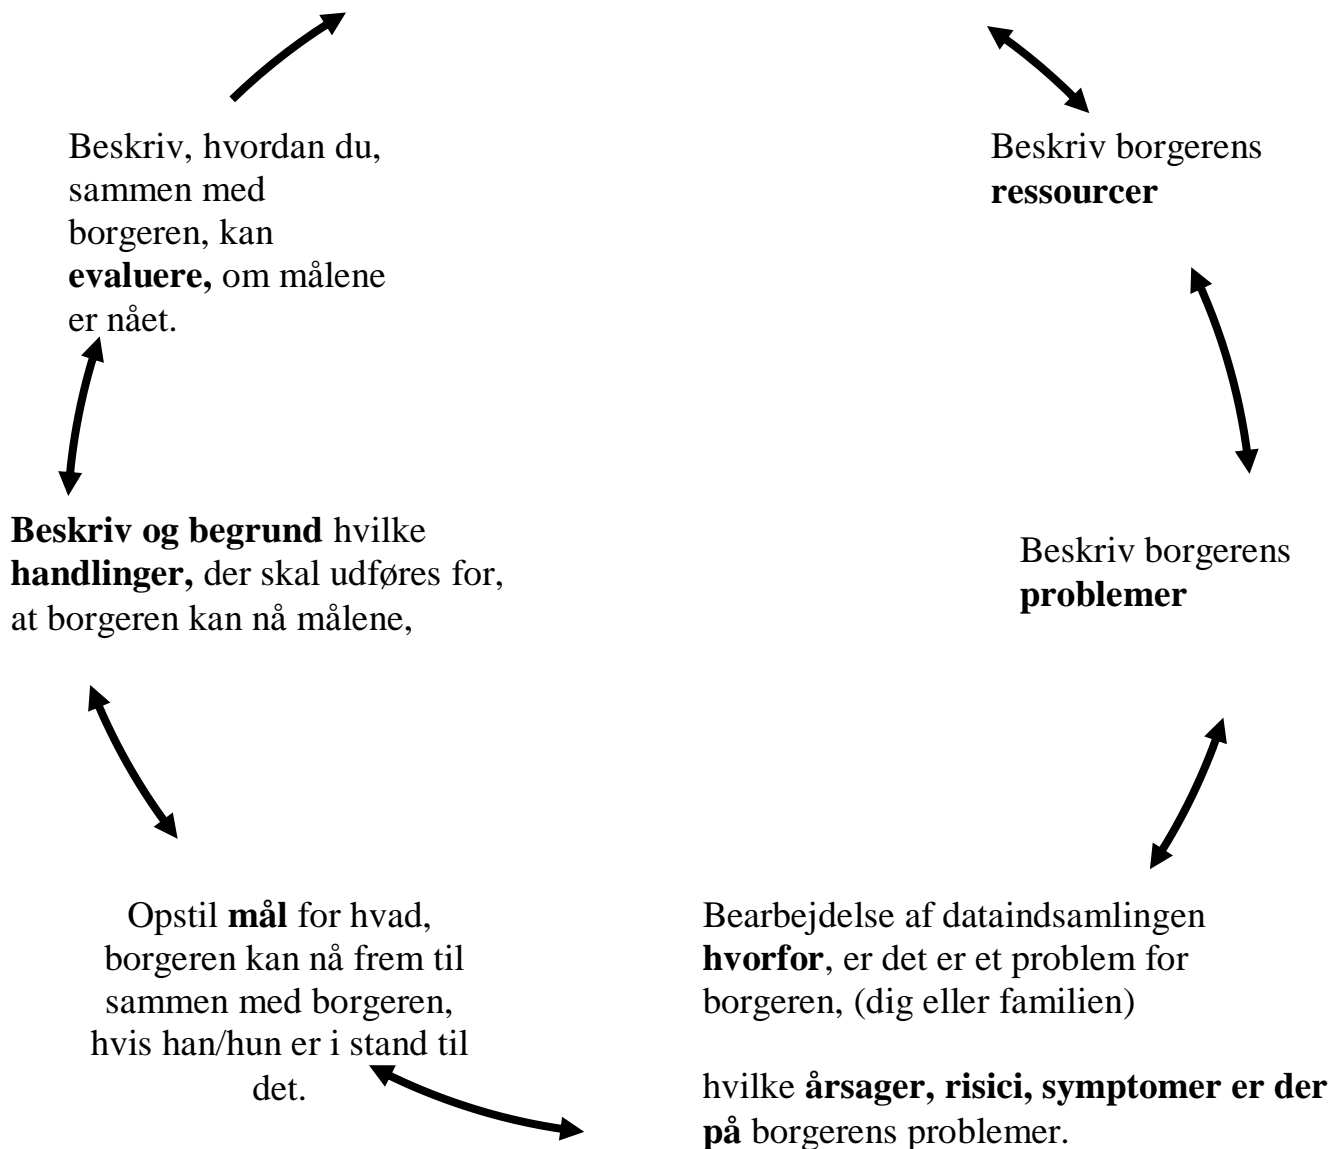 Beskriv, hvordan du,
sammen med
borgeren, kan
evaluere, om målene
er nået.
Beskriv borgerens
ressourcer
Beskriv og begrund hvilke
handlinger, der skal udføres for,
at borgeren kan nå målene,
Beskriv borgerens
problemer
Opstil mål for hvad,
borgeren kan nå frem til
sammen med borgeren,
hvis han/hun er i stand til
det.
Bearbejdelse af dataindsamlingen
hvorfor, er det er et problem for
borgeren, (dig eller familien)
hvilke årsager, risici, symptomer er der
på borgerens problemer.